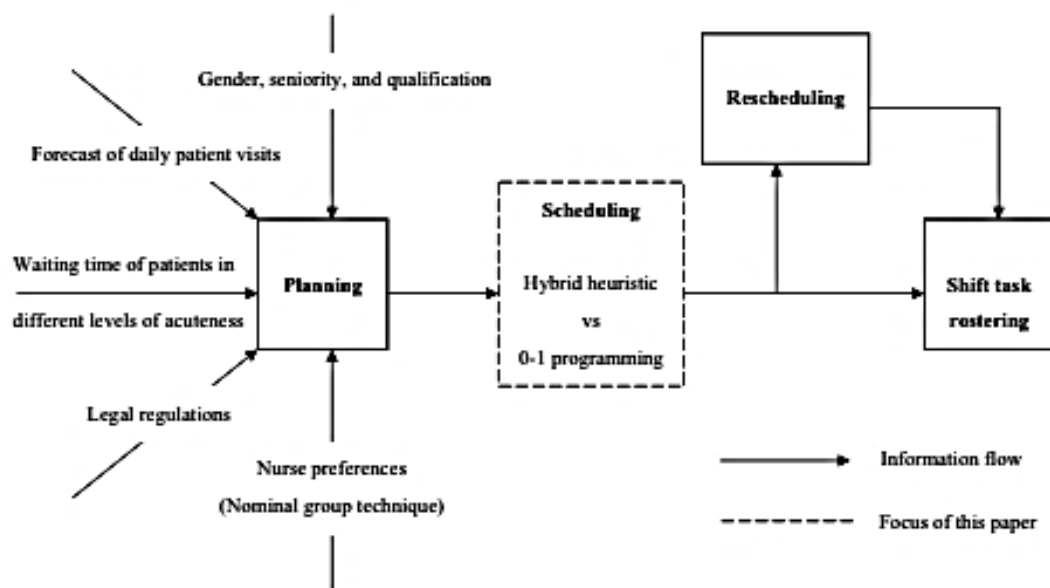 Gender, seniority, and qualification
Forecast of daily patient visits
Waiting time of patients in
different levels of acuteness
Legal regulations
Nurse preferences
(Nominal group technique)
Planning
Scheduling
Hybrid heuristic
vs
0-1 programming
Rescheduling
Shift task
rostering
Information flow
Focus of this paper